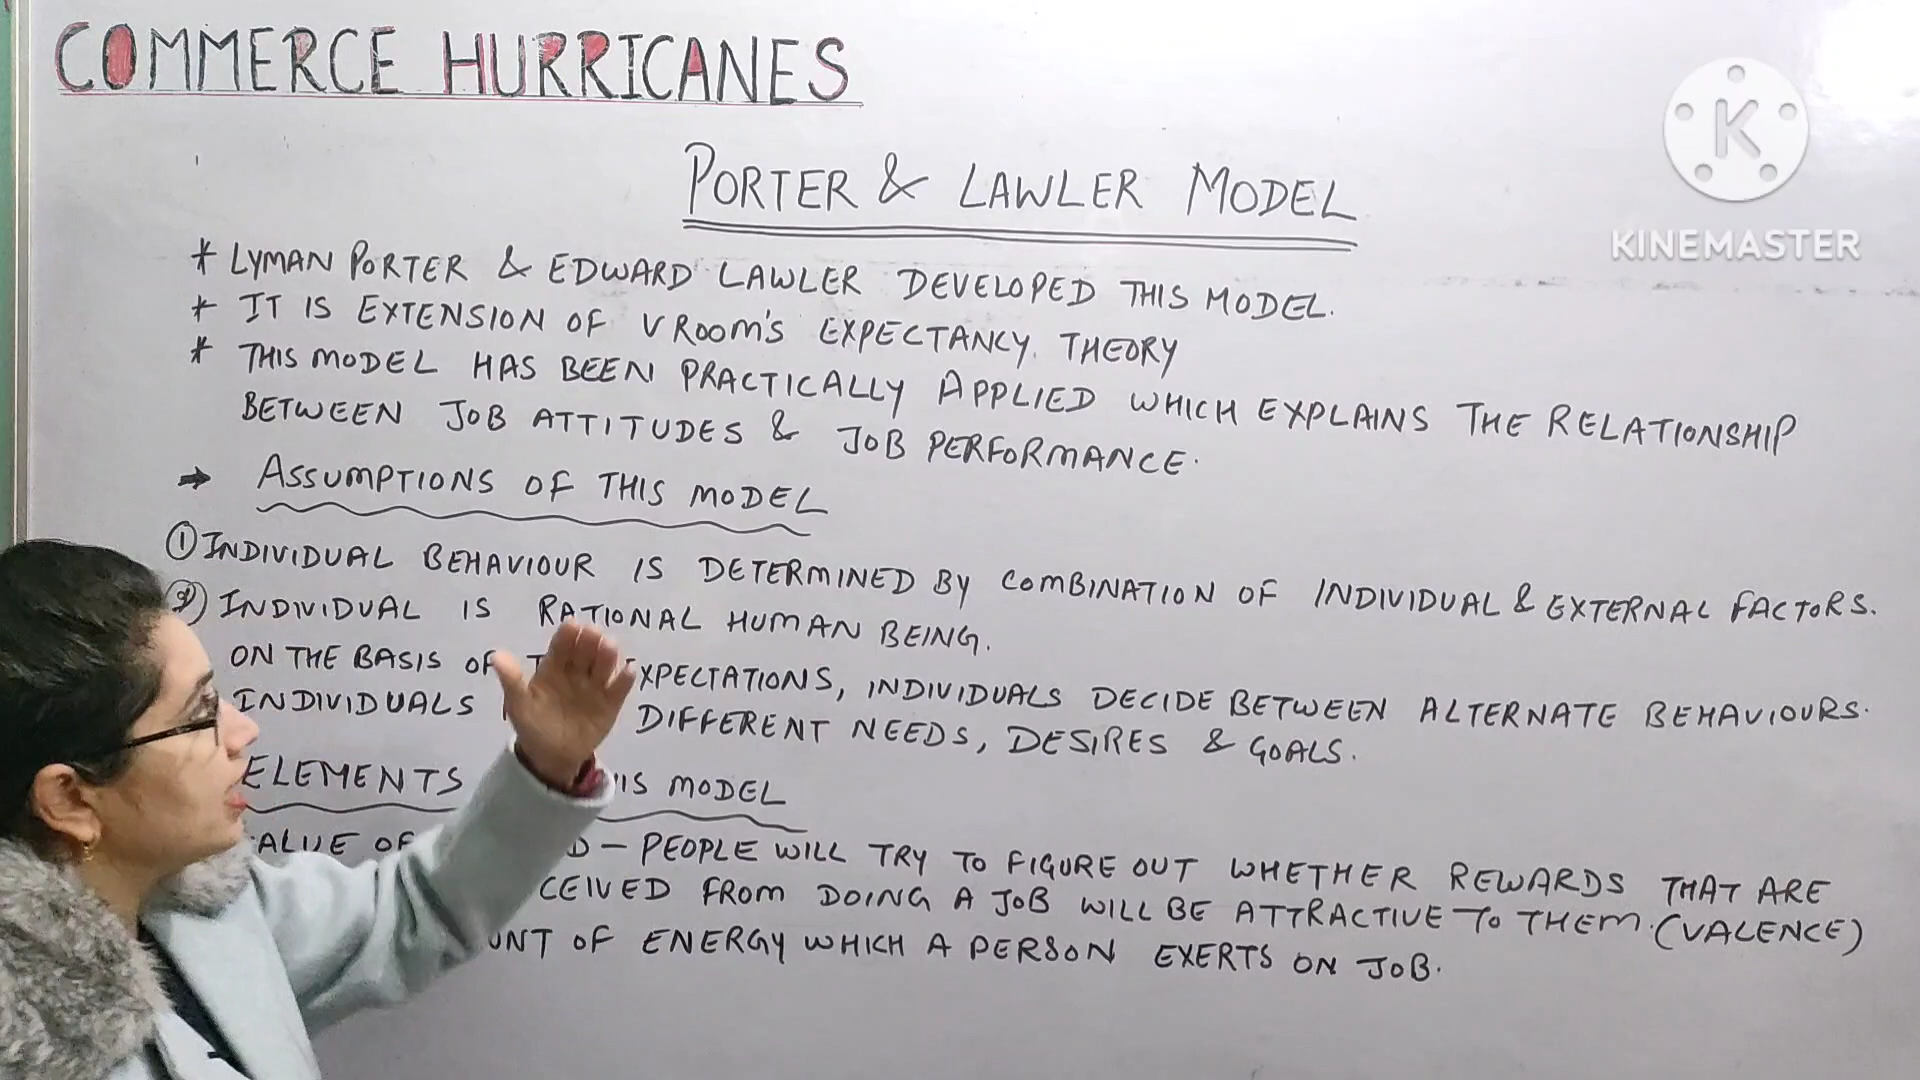 COMMERCE HURRICANES
K
KINEMASTER
PORTER & LAWLER MODEL
* LYMAN PORTER & EDWARD LAWLER DEVELOPED THIS MODEL.
* IT IS EXTENSION OF VROOM'S EXPECTANCY THEORY
* THIS MODEL HAS BEEN PRACTICALLY APPLIED WHICH EXPLAINS THE RELATIONSHIP
BETWEEN JOB ATTITUDES & JOB PERFORMANCE.
→ ASSUMPTIONS OF THIS MODEL
① INDIVIDUAL BEHAVIOUR IS DETERMINED BY COMBINATION OF INDIVIDUAL & EXTERNAL FACTORS.
② INDIVIDUAL IS RATIONAL HUMAN BEING.
ON THE BASIS OF EXPECTATIONS, INDIVIDUALS DECIDE BETWEEN ALTERNATE BEHAVIOURS.
INDIVIDUALS DIFFERENT NEEDS, DESIRES & GOALS.
ELEMENTS MODEL
OF — PEOPLE WILL TRY TO FIGURE OUT WHETHER REWARDS THAT ARE
FROM DOING A JOB WILL BE ATTRACTIVE TO THEM. (VALENCE)
OF ENERGY WHICH A PERSON EXERTS ON JOB.